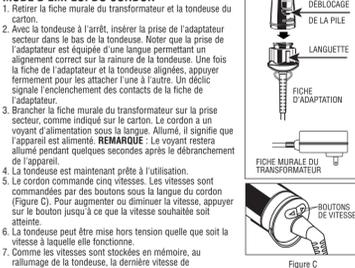 1. Retirer la fiche murale du transformateur et la tondeuse du
carton.
2. Avec la tondeuse à l'arrêt, insérer la prise de l'adaptateur
secteur dans le bas de la tondeuse. Noter que la prise de
l'adaptateur est équipée d'une languette permettant un
alignement correct sur la rainure de la tondeuse. Une fois
la fiche de l'adaptateur et la tondeuse alignées, appuyer
fermement pour les attacher l'une à l'autre. Un déclic
signale l'enclenchement des contacts de la fiche de
l'adaptateur.
3. Brancher la fiche murale du transformateur sur la prise
secteur, comme indiqué sur le carton. Le cordon a un
voyant d'alimentation sous la langue. Allumé, il signifie que
l'appareil est alimenté. REMARQUE : Le voyant restera
allumé pendant quelques secondes après le débranchement
de l'appareil.
4. La tondeuse est maintenant prête à l'utilisation.
5. Le cordon commande cinq vitesses. Les vitesses sont
commandées par des boutons sous la langue du cordon
(Figure C). Pour augmenter ou diminuer la vitesse, appuyer
sur le bouton jusqu'à ce que la vitesse souhaitée soit
atteinte.
6. La tondeuse peut être mise hors tension quelle que soit la
vitesse à laquelle elle fonctionne.
7. Comme les vitesses sont stockées en mémoire, au
rallumage de la tondeuse, la dernière vitesse de
DÉBLOCAGE
DE LA PILE
LANGUETTE
FICHE
D'ADAPTATION
FICHE MURALE DU
TRANSFORMATEUR
BOUTONS
DE VITESSE
Figure C